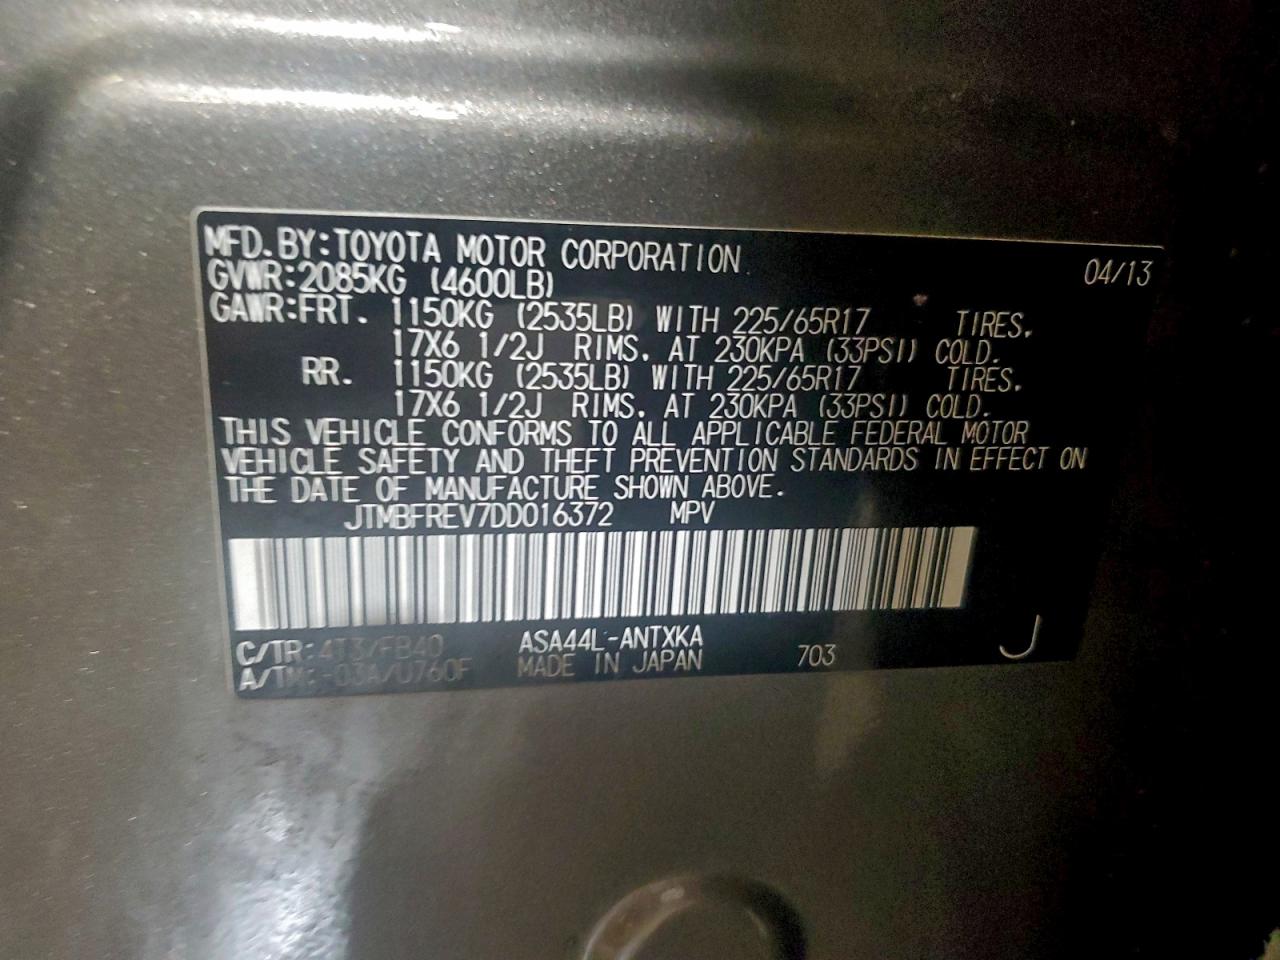 MFD.BY:TOYOTA MOTOR CORPORATION 04/13
GVWR:2085KG (4600LB)
GAWR:FRT. 1150KG (2535LB) WITH 225/65R17 TIRES,
17X6 1/2J RIMS, AT 230KPA (33PSI) COLD.
RR. 1150KG (2535LB) WITH 225/65R17 TIRES,
17X6 1/2J RIMS, AT 230KPA (33PSI) COLD.
THIS VEHICLE CONFORMS TO ALL APPLICABLE FEDERAL MOTOR
VEHICLE SAFETY AND THEFT PREVENTION STANDARDS IN EFFECT ON
THE DATE OF MANUFACTURE SHOWN ABOVE.
JTMBFREV7DD016372 MPV
C/TR:4T3/FB40 ASA44L-ANTXKA
A/TM:-03A/U760F MADE IN JAPAN 703 J